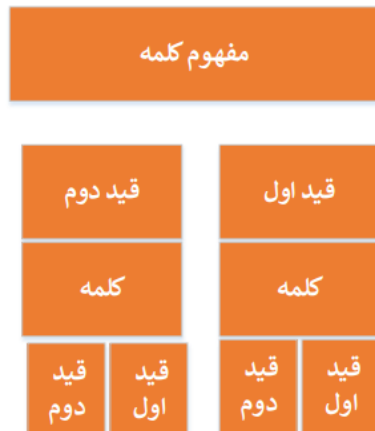 مفهوم کلمه
قید اول
قید دوم
کلمه
کلمه
قید
اول
قید
دوم
قید
اول
قید
دوم